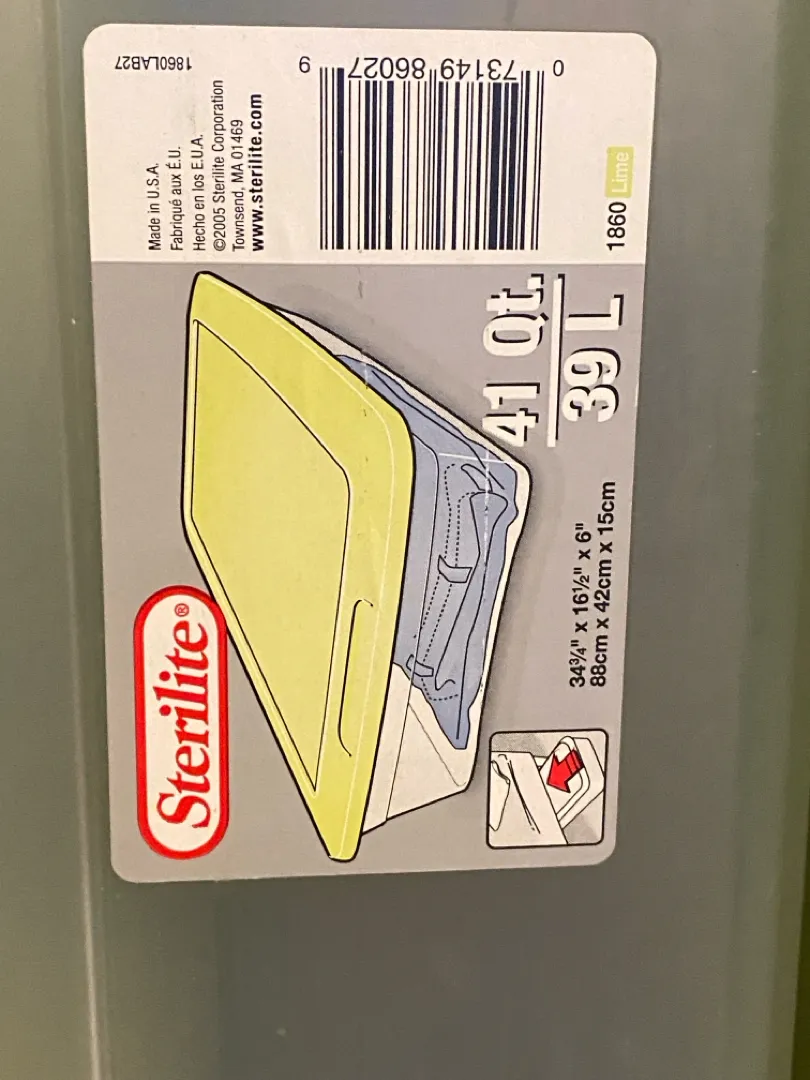 Sterilite®
41 Qt.
39 L
34¾" x 16½" x 6"
88cm x 42cm x 15cm
Made in U.S.A.
Fabriqué aux É.U.
Hecho en los E.U.A.
©2005 Sterilite Corporation
Townsend, MA 01469
www.sterilite.com
1860LAB27
0 73149 86027 9
1860 Lime